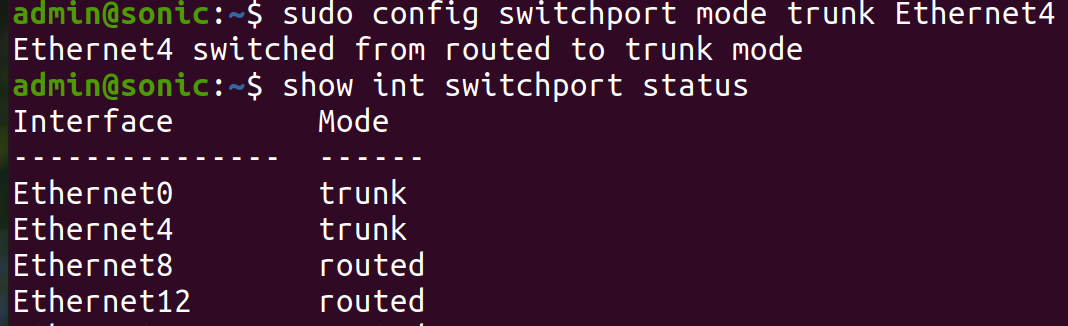 admin@sonic:~$ sudo config switchport mode trunk Ethernet4
Ethernet4 switched from routed to trunk mode
admin@sonic:~$ show int switchport status
Interface        Mode
---------------  ------
Ethernet0        trunk
Ethernet4        trunk
Ethernet8        routed
Ethernet12       routed